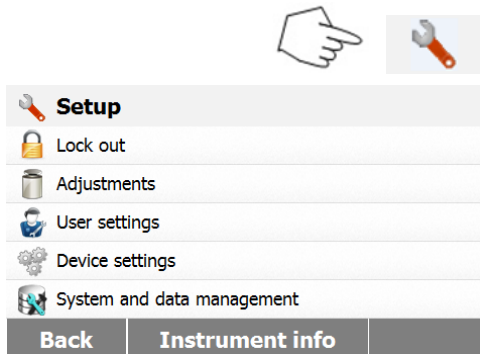 Setup
Lock out
Adjustments
User settings
Device settings
System and data management
Back Instrument info